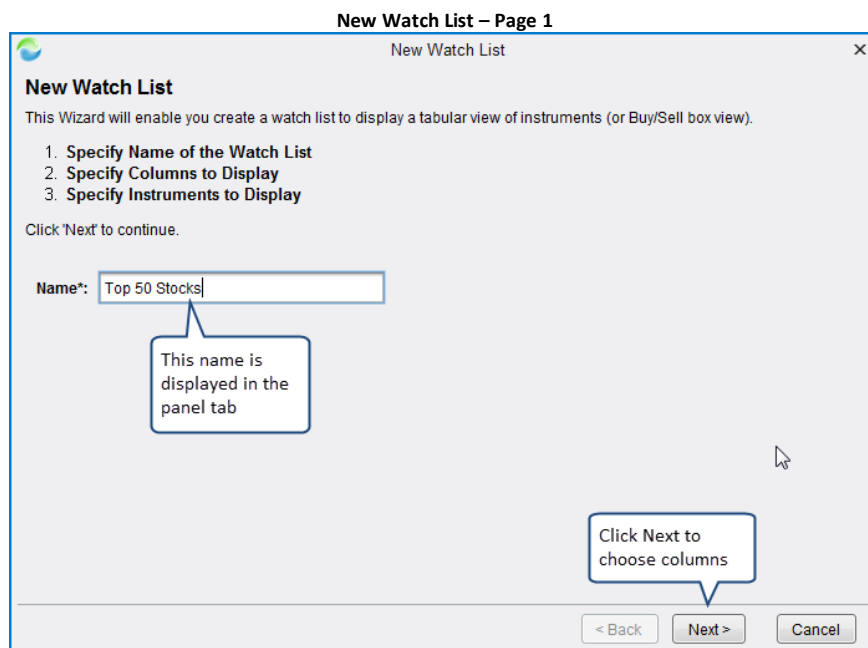 New Watch List – Page 1
New Watch List
New Watch List
This Wizard will enable you create a watch list to display a tabular view of instruments (or Buy/Sell box view).
1. Specify Name of the Watch List
2. Specify Columns to Display
3. Specify Instruments to Display
Click 'Next' to continue.
Name*: Top 50 Stocks
This name is
displayed in the
panel tab
Click Next to
choose columns
< Back Next > Cancel